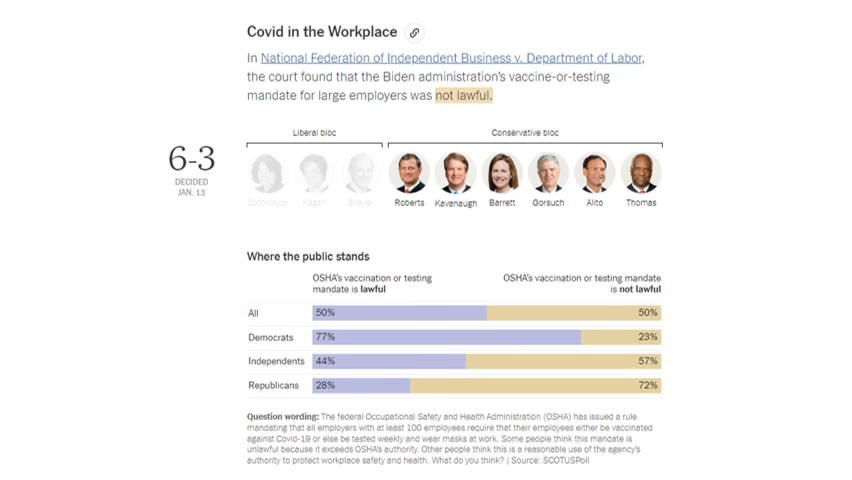 Covid in the Workplace
In National Federation of Independent Business v. Department of Labor,
the court found that the Biden administration's vaccine-or-testing
mandate for large employers was not lawful.
Liberal bloc
Conservative bloc
6-3
DECIDED
JAN. 13
Sotomayor
Kagan
Breyer
Roberts
Kavanaugh
Barrett
Gorsuch
Alito
Thomas
Where the public stands
OSHA's vaccination or testing
mandate is lawful
OSHA's vaccination or testing mandate
is not lawful
All 50% 50%
Democrats 77% 23%
Independents 44% 57%
Republicans 28% 72%
Question wording: The federal Occupational Safety and Health Administration (OSHA) has issued a rule
mandating that all employers with at least 100 employees require that their employees either be vaccinated
against Covid-19 or else be tested weekly and wear masks at work. Some people think this mandate is
unlawful because it exceeds OSHA's authority. Other people think this is a reasonable use of the agency's
authority to protect workplace safety and health. What do you think? | Source: SCOTUSPoll